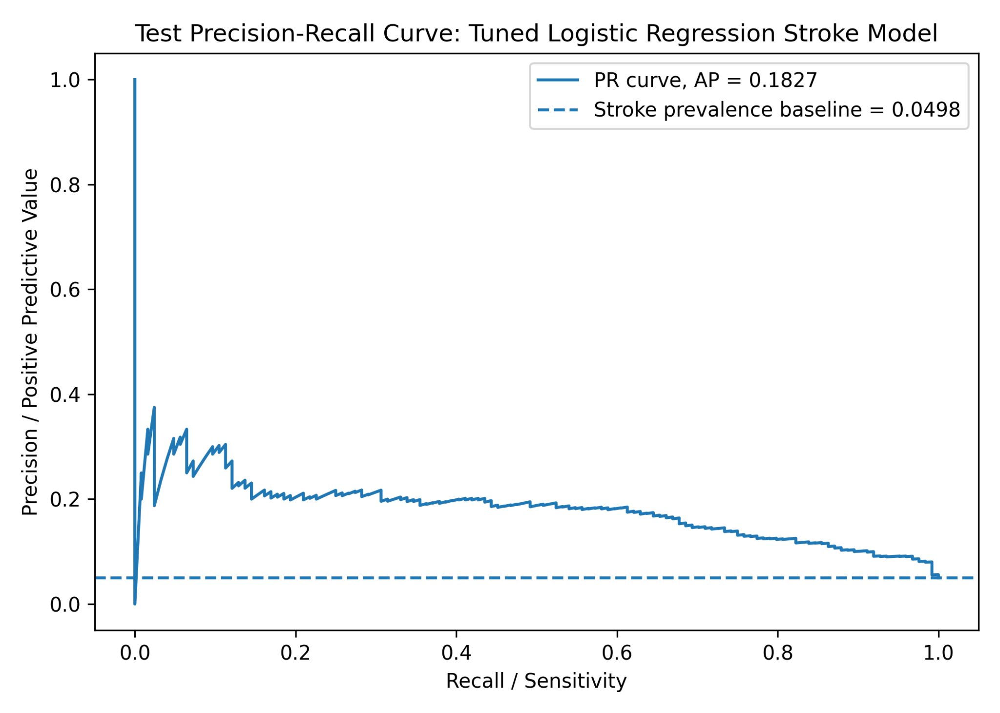 Test Precision-Recall Curve: Tuned Logistic Regression Stroke Model
PR curve, AP = 0.1827
Stroke prevalence baseline = 0.0498
Precision / Positive Predictive Value
1.0
0.8
0.6
0.4
0.2
0.0
0.0 0.2 0.4 0.6 0.8 1.0
Recall / Sensitivity